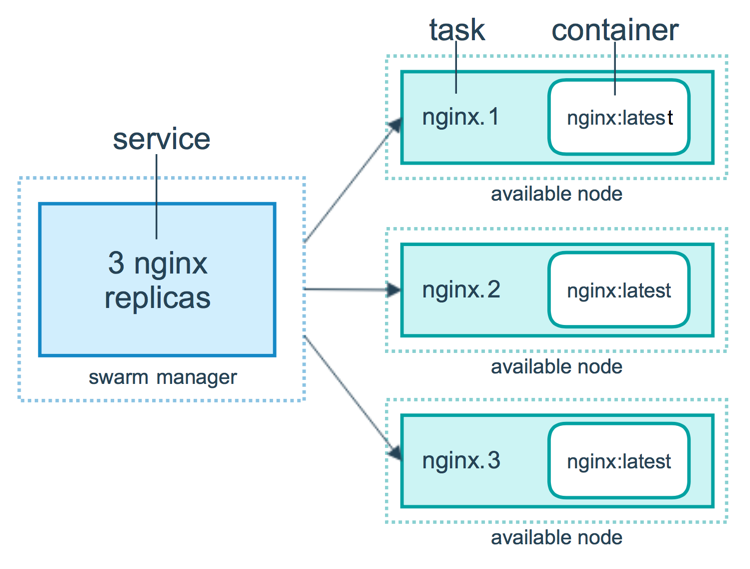 task
container
service
3 nginx
replicas
swarm manager
nginx.1
nginx:latest
available node
nginx.2
nginx:latest
available node
nginx.3
nginx:latest
available node